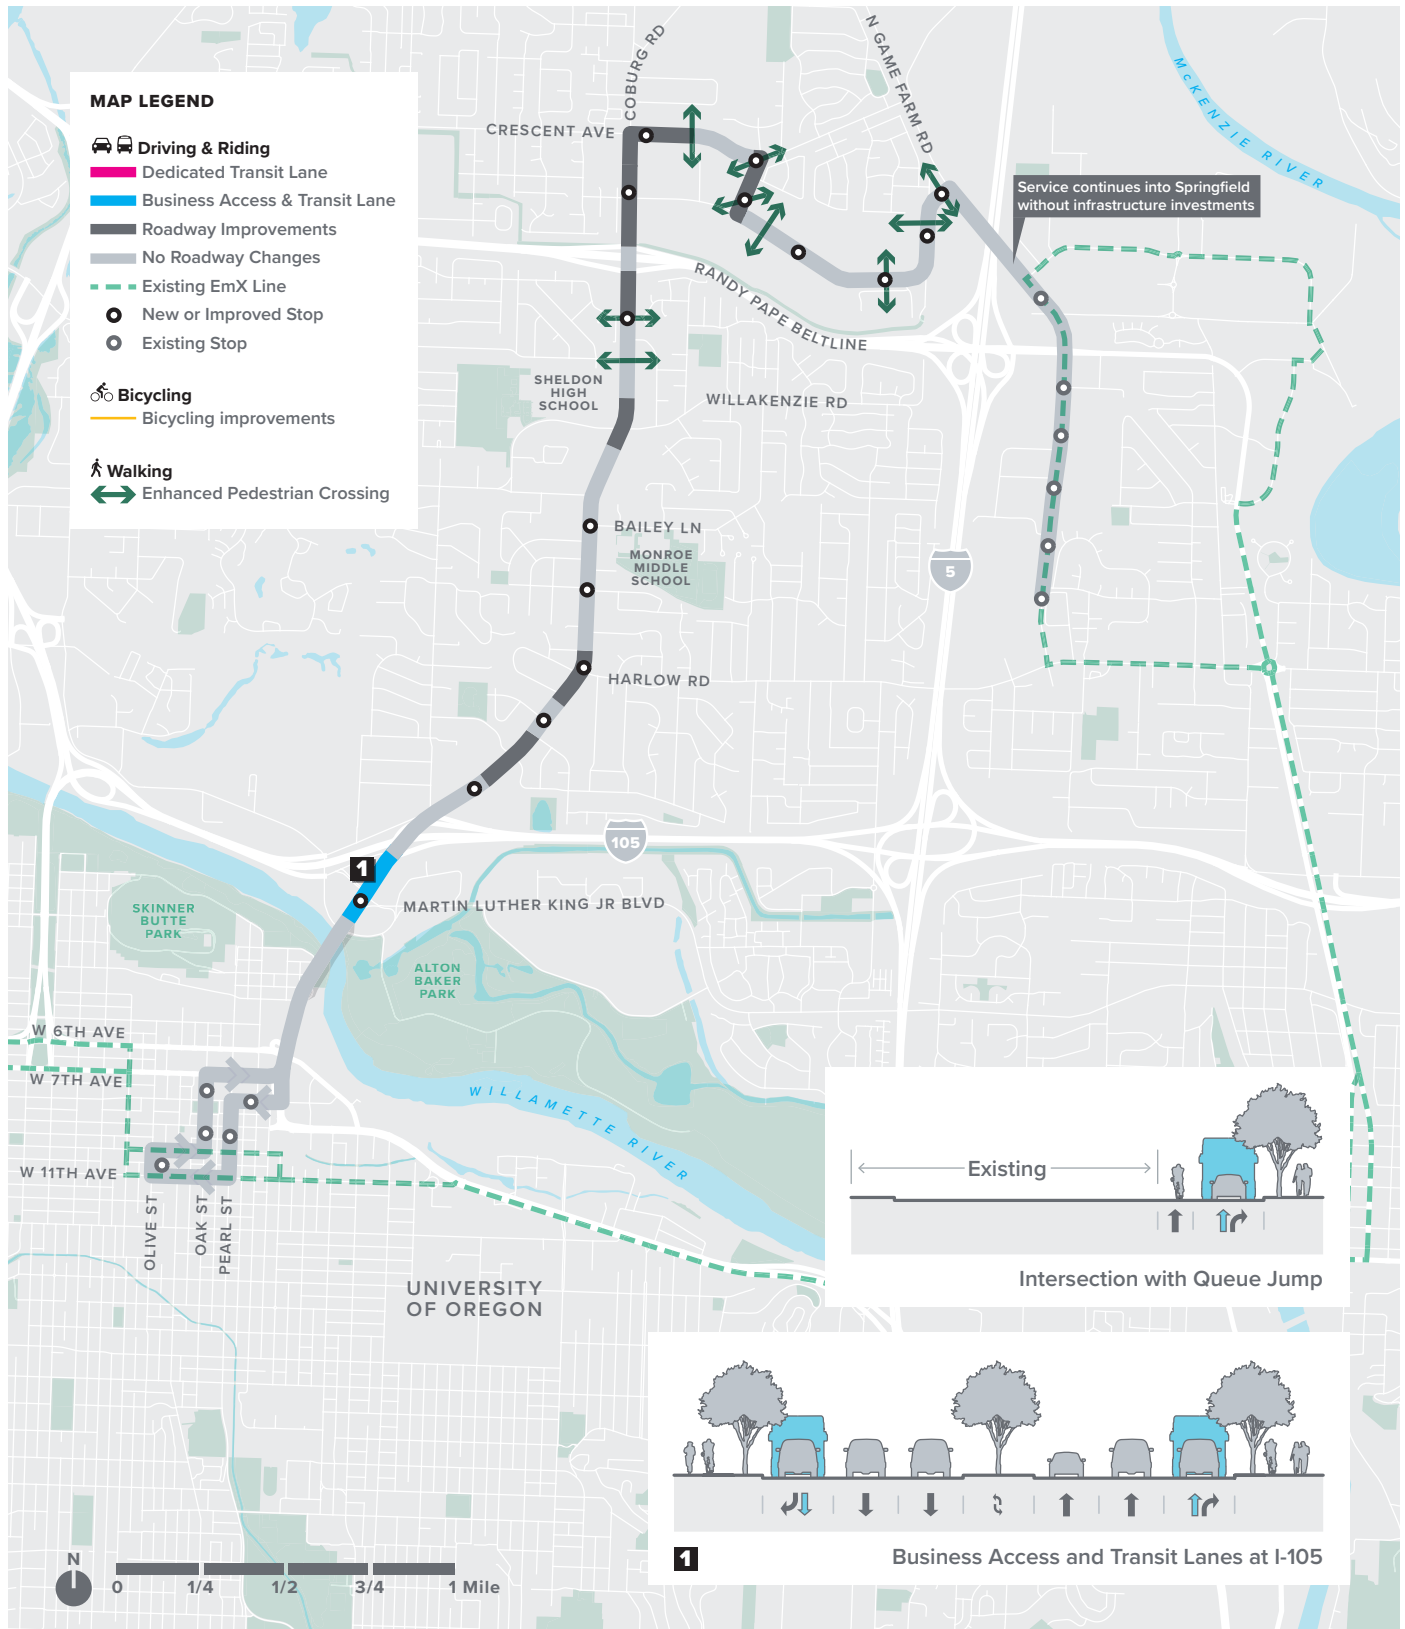 MAP LEGEND
Driving & Riding
Dedicated Transit Lane
Business Access & Transit Lane
Roadway Improvements
No Roadway Changes
Existing EmX Line
New or Improved Stop
Existing Stop
Bicycling
Bicycling improvements
Walking
Enhanced Pedestrian Crossing
COBURG RD
CRESCENT AVE
N GAME FARM RD
McKENZIE RIVER
Service continues into Springfield
without infrastructure investments
RANDY PAPE BELTLINE
SHELDON
HIGH
SCHOOL
WILLAKENZIE RD
BAILEY LN
MONROE
MIDDLE
SCHOOL
5
HARLOW RD
105
1
MARTIN LUTHER KING JR BLVD
SKINNER
BUTTE
PARK
ALTON
BAKER
PARK
W 6TH AVE
W 7TH AVE
WILLAMETTE RIVER
W 11TH AVE
OLIVE ST
OAK ST
PEARL ST
UNIVERSITY
OF OREGON
Existing
Intersection with Queue Jump
1
Business Access and Transit Lanes at I-105
N
0 1/4 1/2 3/4 1 Mile